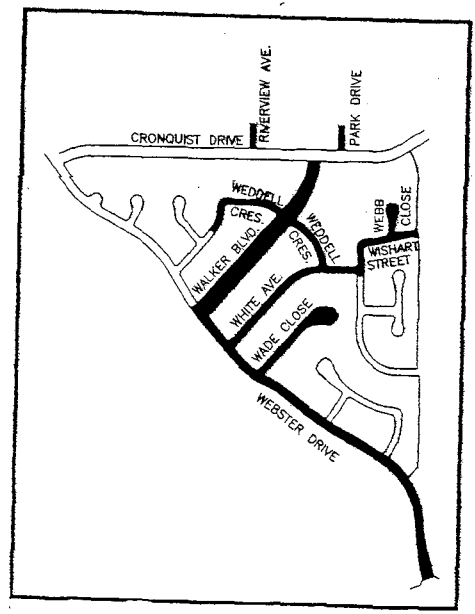 CRONQUIST DRIVE
RIVERVIEW AVE.
PARK DRIVE
WEDDELL
CRES.
WALKER BLVD.
WEDDELL
CRES.
WEBB
CLOSE
WISHART
STREET
WHITE AVE.
WADE CLOSE
WEBSTER DRIVE